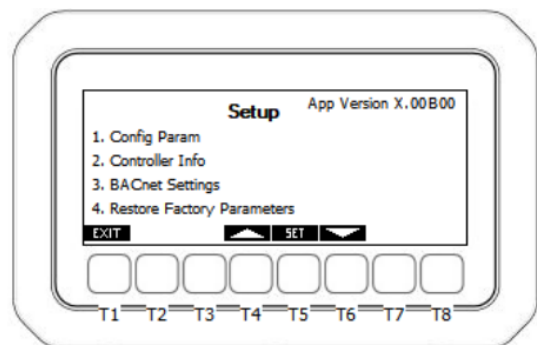 Setup App Version X.00B00
1. Config Param
2. Controller Info
3. BACnet Settings
4. Restore Factory Parameters
EXIT SET
T1 T2 T3 T4 T5 T6 T7 T8